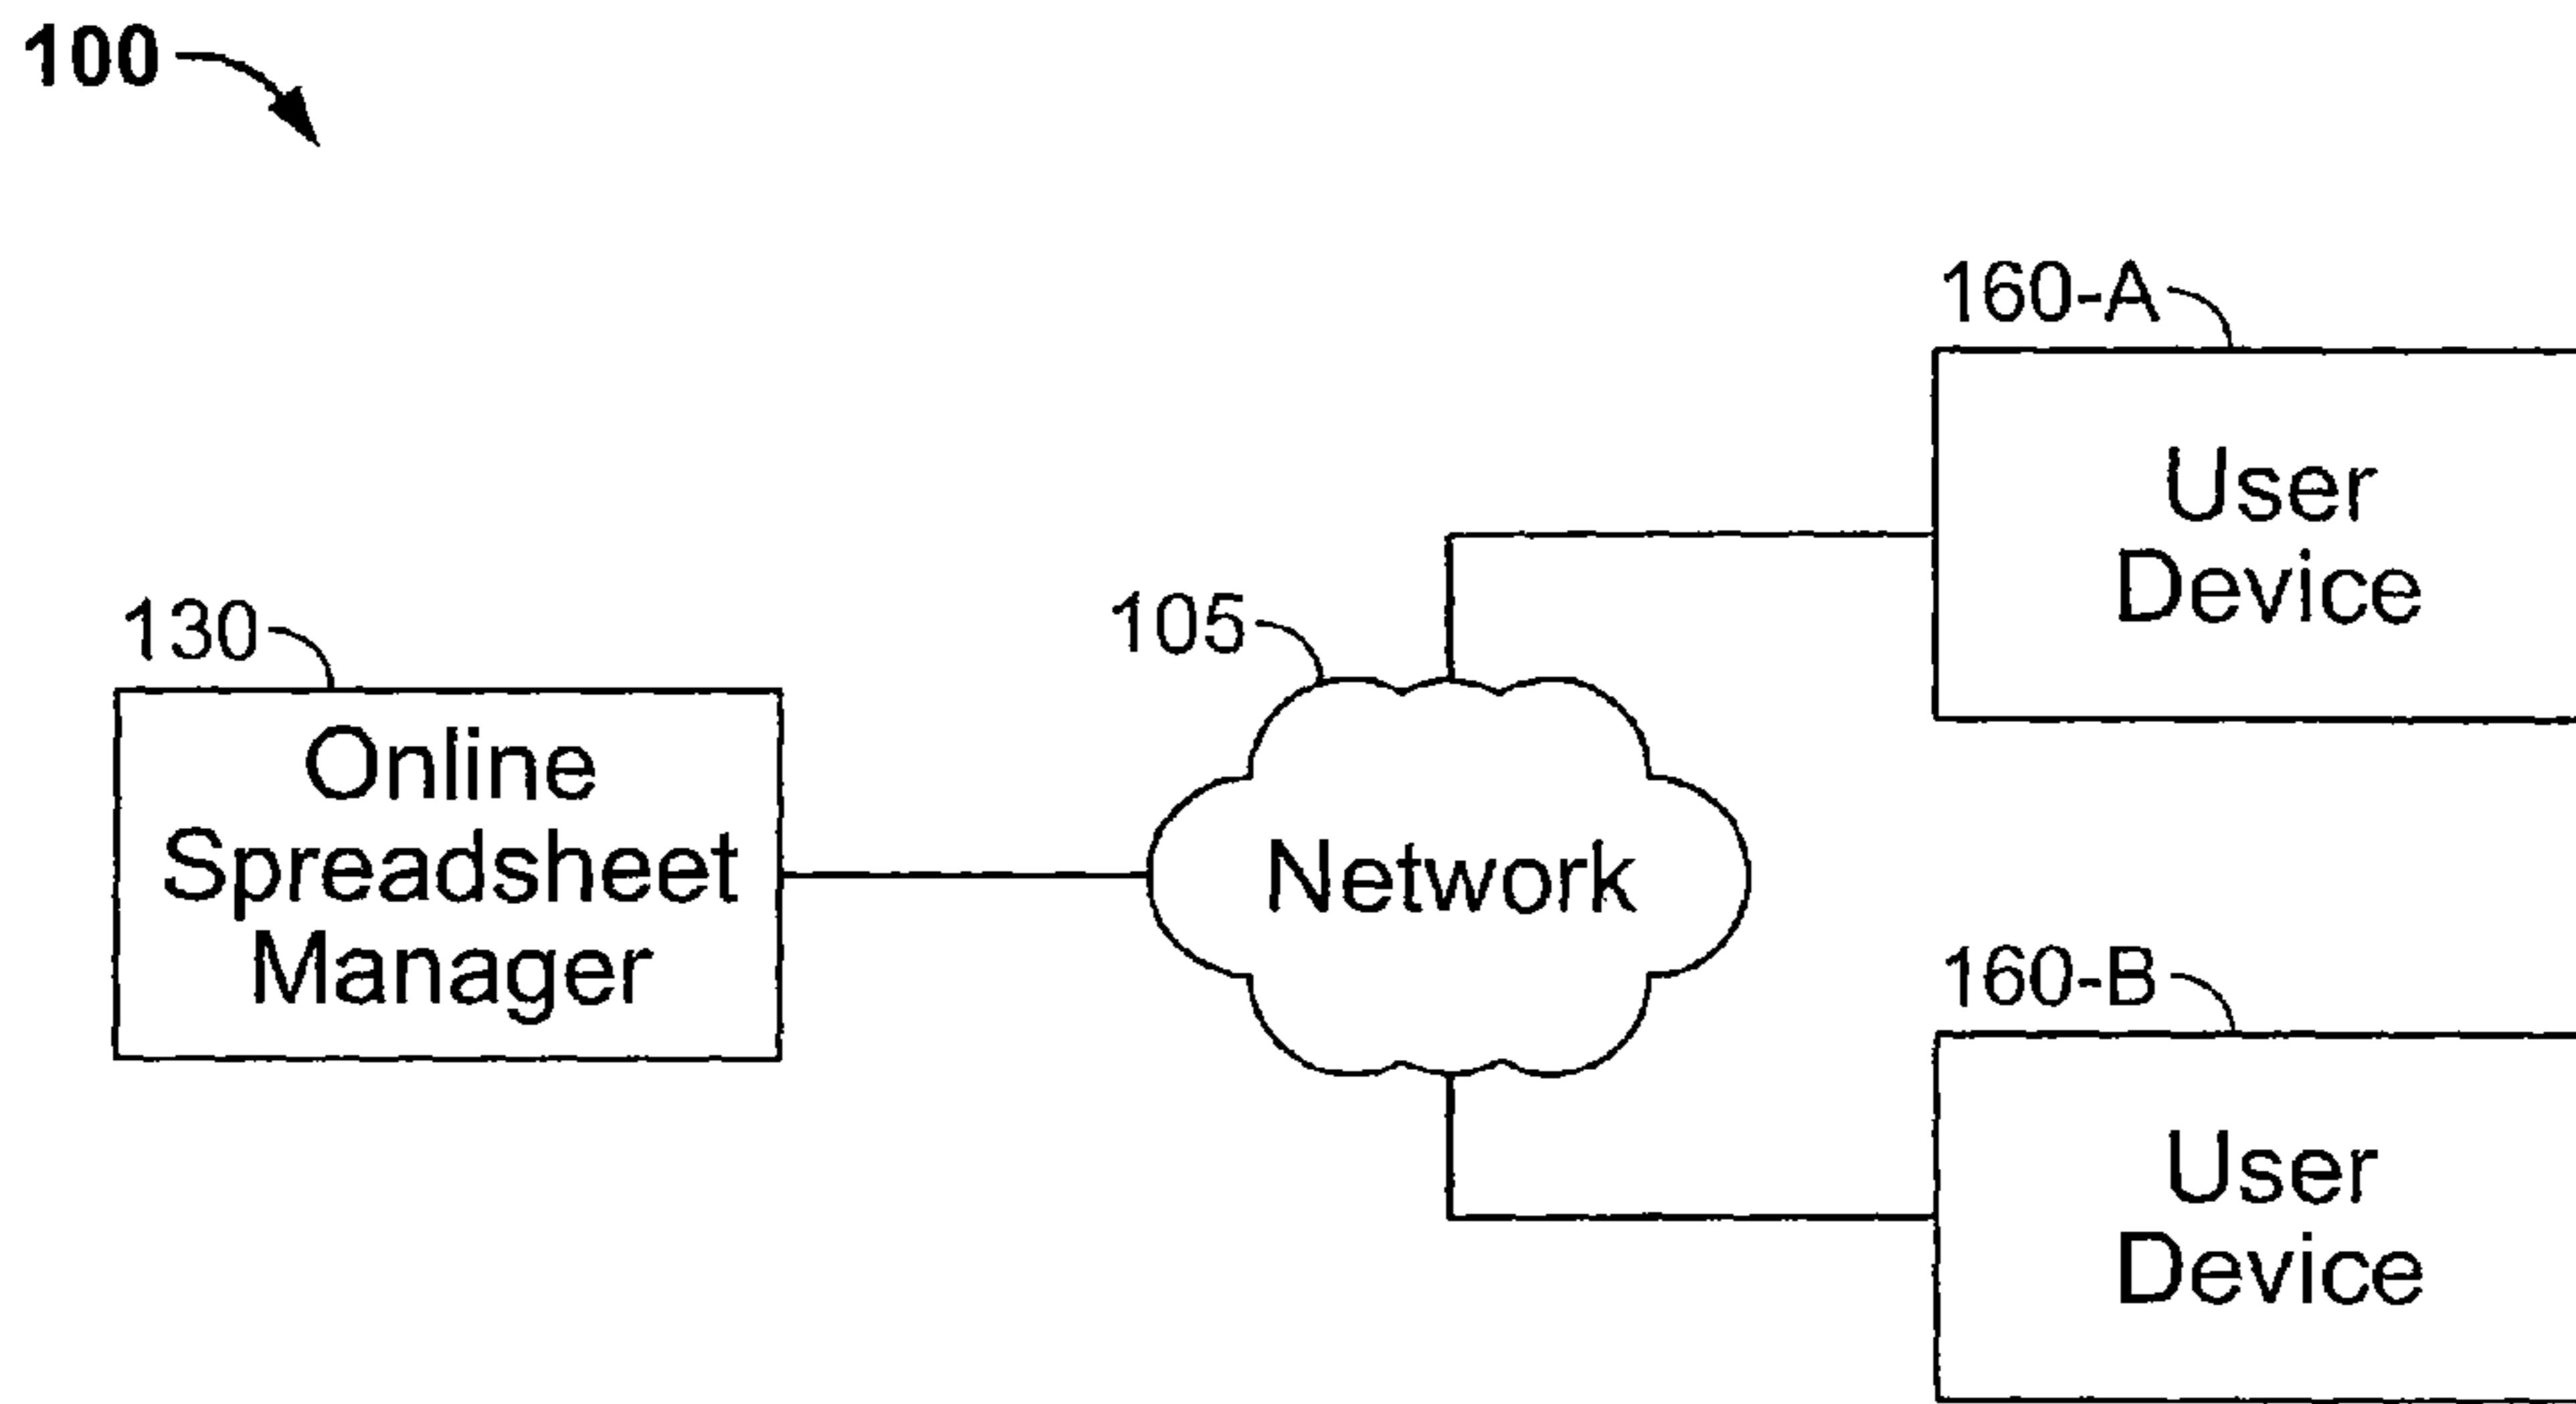 100
160-A
User
Device
130
Online
Spreadsheet
Manager
105
Network
160-B
User
Device